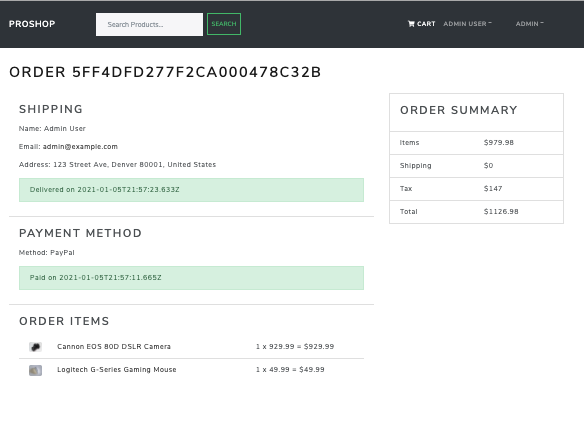 PROSHOP
Search Products...
SEARCH
CART
ADMIN USER
ADMIN
ORDER 5FF4DFD277F2CA000478C32B
SHIPPING
Name: Admin User
Email: admin@example.com
Address: 123 Street Ave, Denver 80001, United States
Delivered on 2021-01-05T21:57:23.633Z
PAYMENT METHOD
Method: PayPal
Paid on 2021-01-05T21:57:11.665Z
ORDER ITEMS
Cannon EOS 80D DSLR Camera 1 x 929.99 = $929.99
Logitech G-Series Gaming Mouse 1 x 49.99 = $49.99
ORDER SUMMARY
Items $979.98
Shipping $0
Tax $147
Total $1126.98